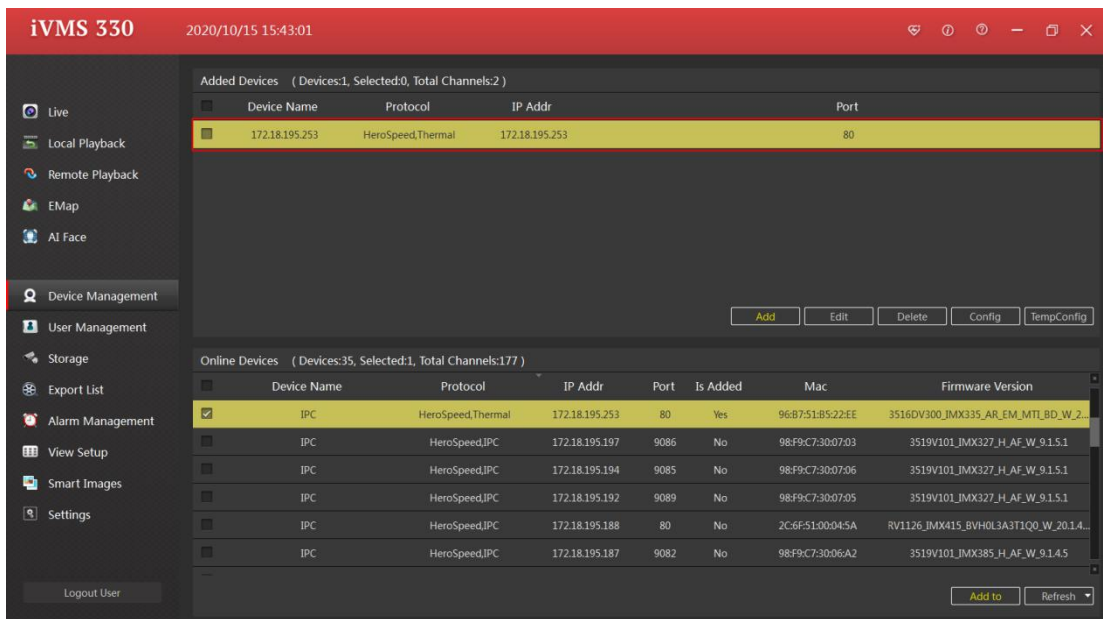 iVMS 330 2020/10/15 15:43:01
Live
Local Playback
Remote Playback
EMap
AI Face
Device Management
User Management
Storage
Export List
Alarm Management
View Setup
Smart Images
Settings
Logout User
Added Devices ( Devices:1, Selected:0, Total Channels:2 )
Device Name Protocol IP Addr Port
172.18.195.253 HeroSpeed,Thermal 172.18.195.253 80
Add Edit Delete Config TempConfig
Online Devices ( Devices:35, Selected:1, Total Channels:177 )
Device Name Protocol IP Addr Port Is Added Mac Firmware Version
IPC HeroSpeed,Thermal 172.18.195.253 80 Yes 96:B7:51:B5:22:EE 3516DV300_IMX335_AR_EM_MTI_BD_W_2...
IPC HeroSpeed,IPC 172.18.195.197 9086 No 98:F9:C7:30:07:03 3519V101_IMX327_H_AF_W_9.1.5.1
IPC HeroSpeed,IPC 172.18.195.194 9085 No 98:F9:C7:30:07:06 3519V101_IMX327_H_AF_W_9.1.5.1
IPC HeroSpeed,IPC 172.18.195.192 9089 No 98:F9:C7:30:07:05 3519V101_IMX327_H_AF_W_9.1.5.1
IPC HeroSpeed,IPC 172.18.195.188 80 No 2C:6F:51:00:04:5A RV1126_IMX415_BVH0L3A3T1Q0_W_20.1.4...
IPC HeroSpeed,IPC 172.18.195.187 9082 No 98:F9:C7:30:06:A2 3519V101_IMX385_H_AF_W_9.1.4.5
Add to Refresh